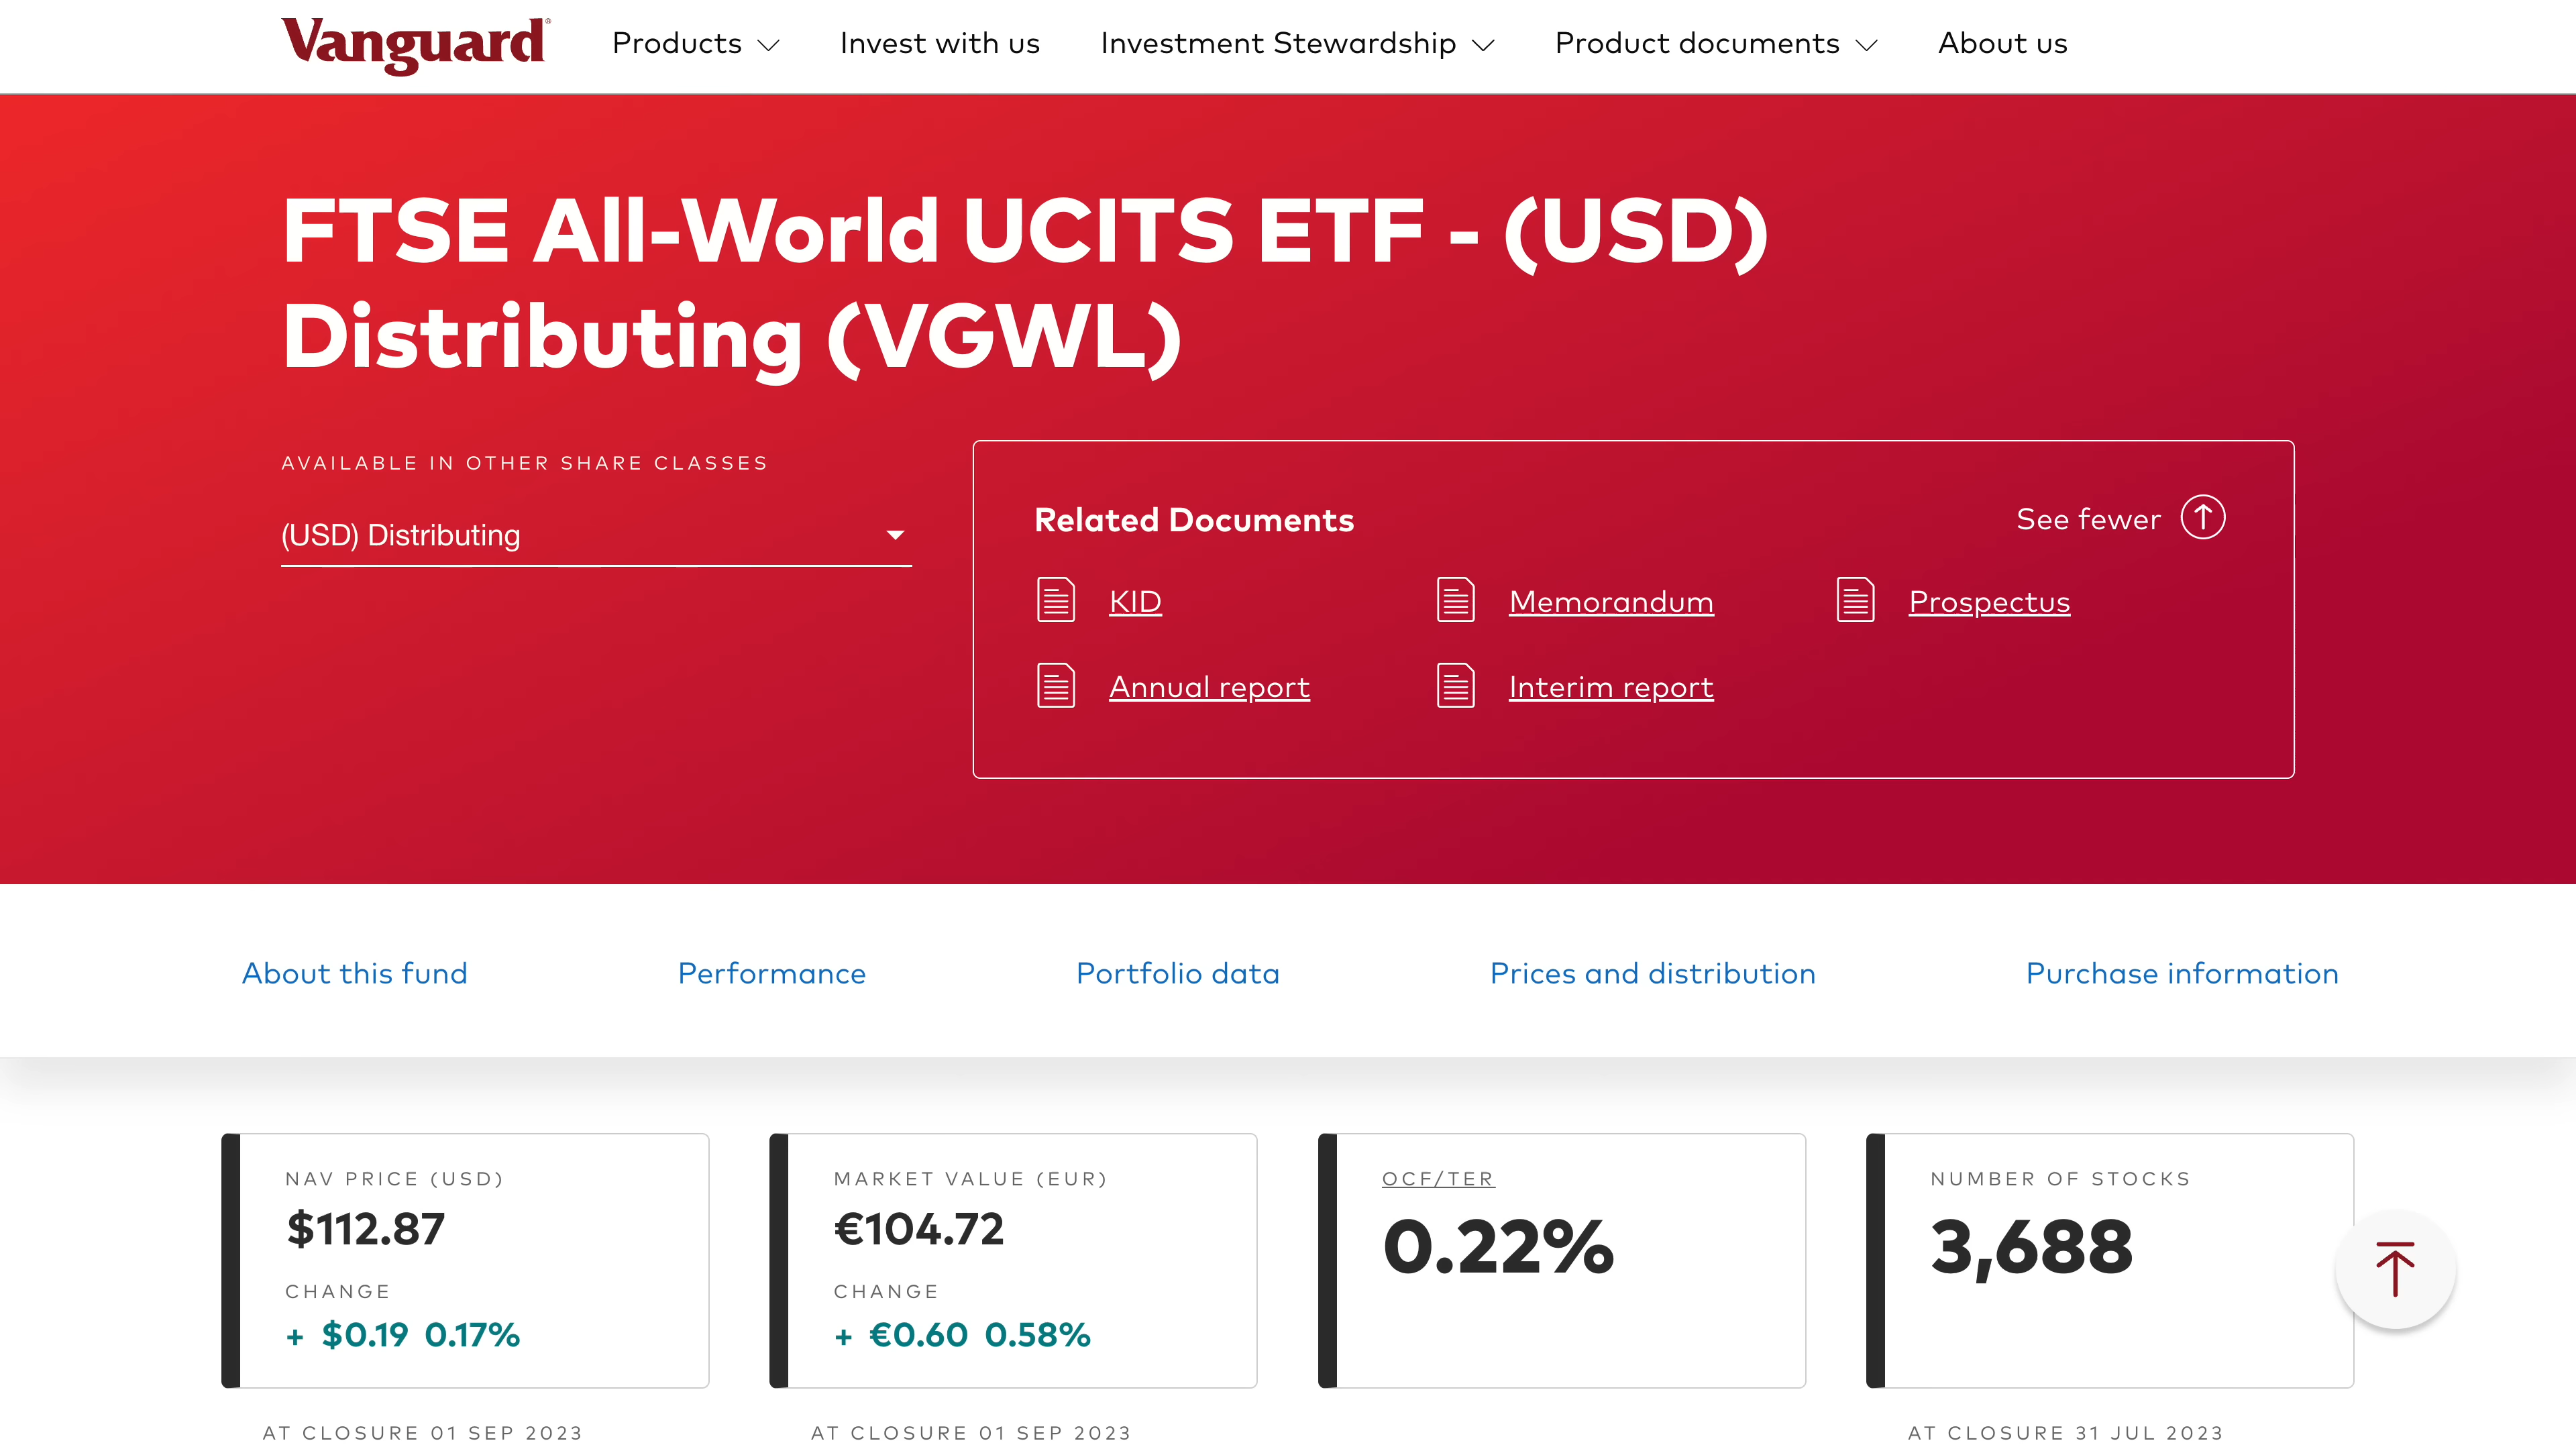 Vanguard®
Products
Invest with us
Investment Stewardship
Product documents
About us
FTSE All-World UCITS ETF - (USD)
Distributing (VGWL)
AVAILABLE IN OTHER SHARE CLASSES
(USD) Distributing
Related Documents
See fewer
KID
Memorandum
Prospectus
Annual report
Interim report
About this fund
Performance
Portfolio data
Prices and distribution
Purchase information
NAV PRICE (USD)
$112.87
CHANGE
+ $0.19 0.17%
AT CLOSURE 01 SEP 2023
MARKET VALUE (EUR)
€104.72
CHANGE
+ €0.60 0.58%
AT CLOSURE 01 SEP 2023
OCF/TER
0.22%
NUMBER OF STOCKS
3,688
AT CLOSURE 31 JUL 2023